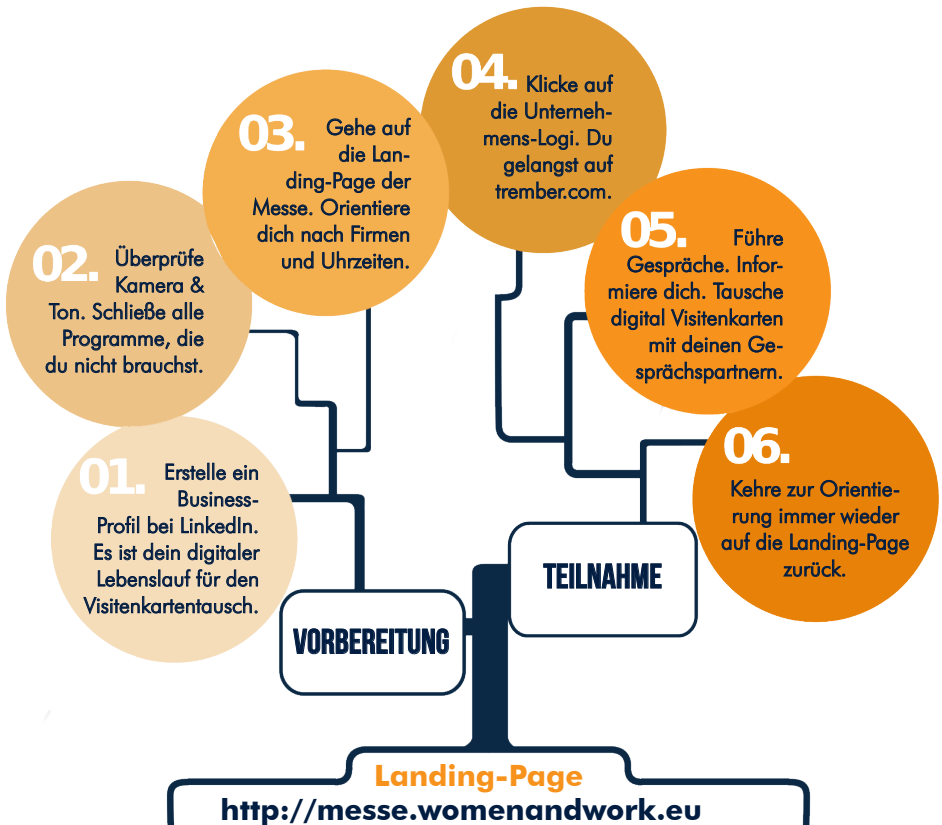 01. Erstelle ein
Business-
Profil bei LinkedIn.
Es ist dein digitaler
Lebenslauf für den
Visitenkartentausch.
02. Überprüfe
Kamera &
Ton. Schließe alle
Programme, die
du nicht brauchst.
03. Gehe auf
die Lan-
ding-Page der
Messe. Orientiere
dich nach Firmen
und Uhrzeiten.
04. Klicke auf
die Unterneh-
mens-Logi. Du
gelangst auf
trember.com.
05. Führe
Gespräche. Infor-
miere dich. Tausche
digital Visitenkarten
mit deinen Ge-
sprächspartnern.
06.
Kehre zur Orientie-
rung immer wieder
auf die Landing-Page
zurück.
VORBEREITUNG
TEILNAHME
Landing-Page
http://messe.womenandwork.eu